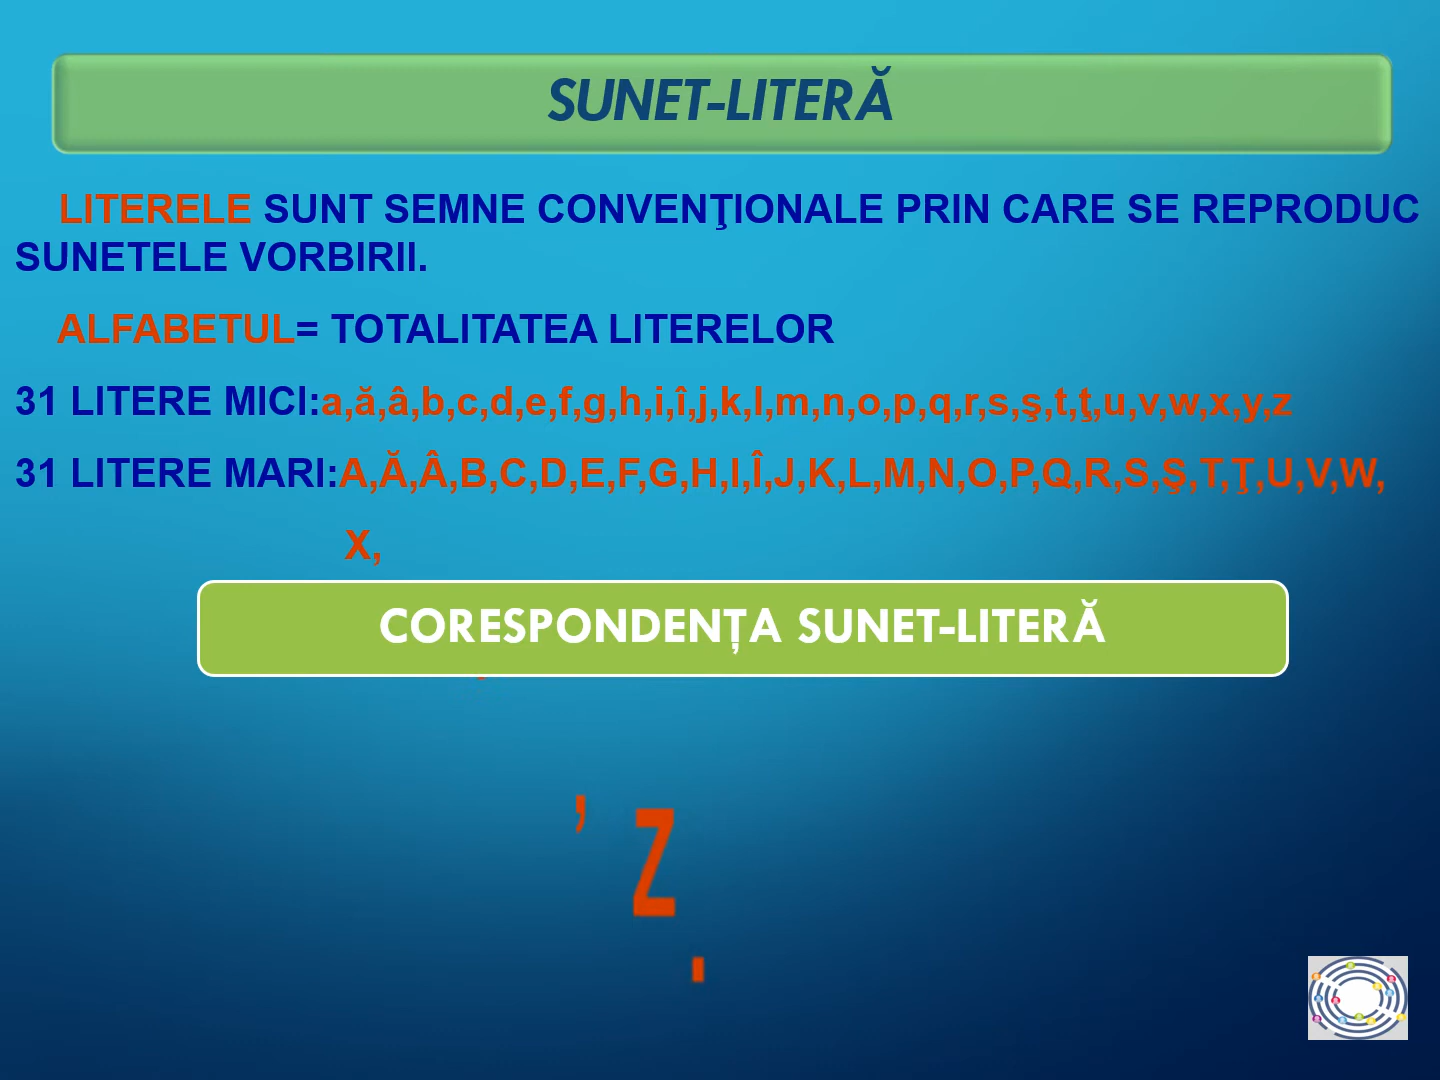 SUNET-LITERĂ
LITERELE SUNT SEMNE CONVENŢIONALE PRIN CARE SE REPRODUC
SUNETELE VORBIRII.
ALFABETUL= TOTALITATEA LITERELOR
31 LITERE MICI:a,ă,â,b,c,d,e,f,g,h,i,î,j,k,l,m,n,o,p,q,r,s,ş,t,ţ,u,v,w,x,y,z
31 LITERE MARI:A,Ă,Â,B,C,D,E,F,G,H,I,Î,J,K,L,M,N,O,P,Q,R,S,Ş,T,Ţ,U,V,W,
X,
CORESPONDENȚA SUNET-LITERĂ
, Z
.